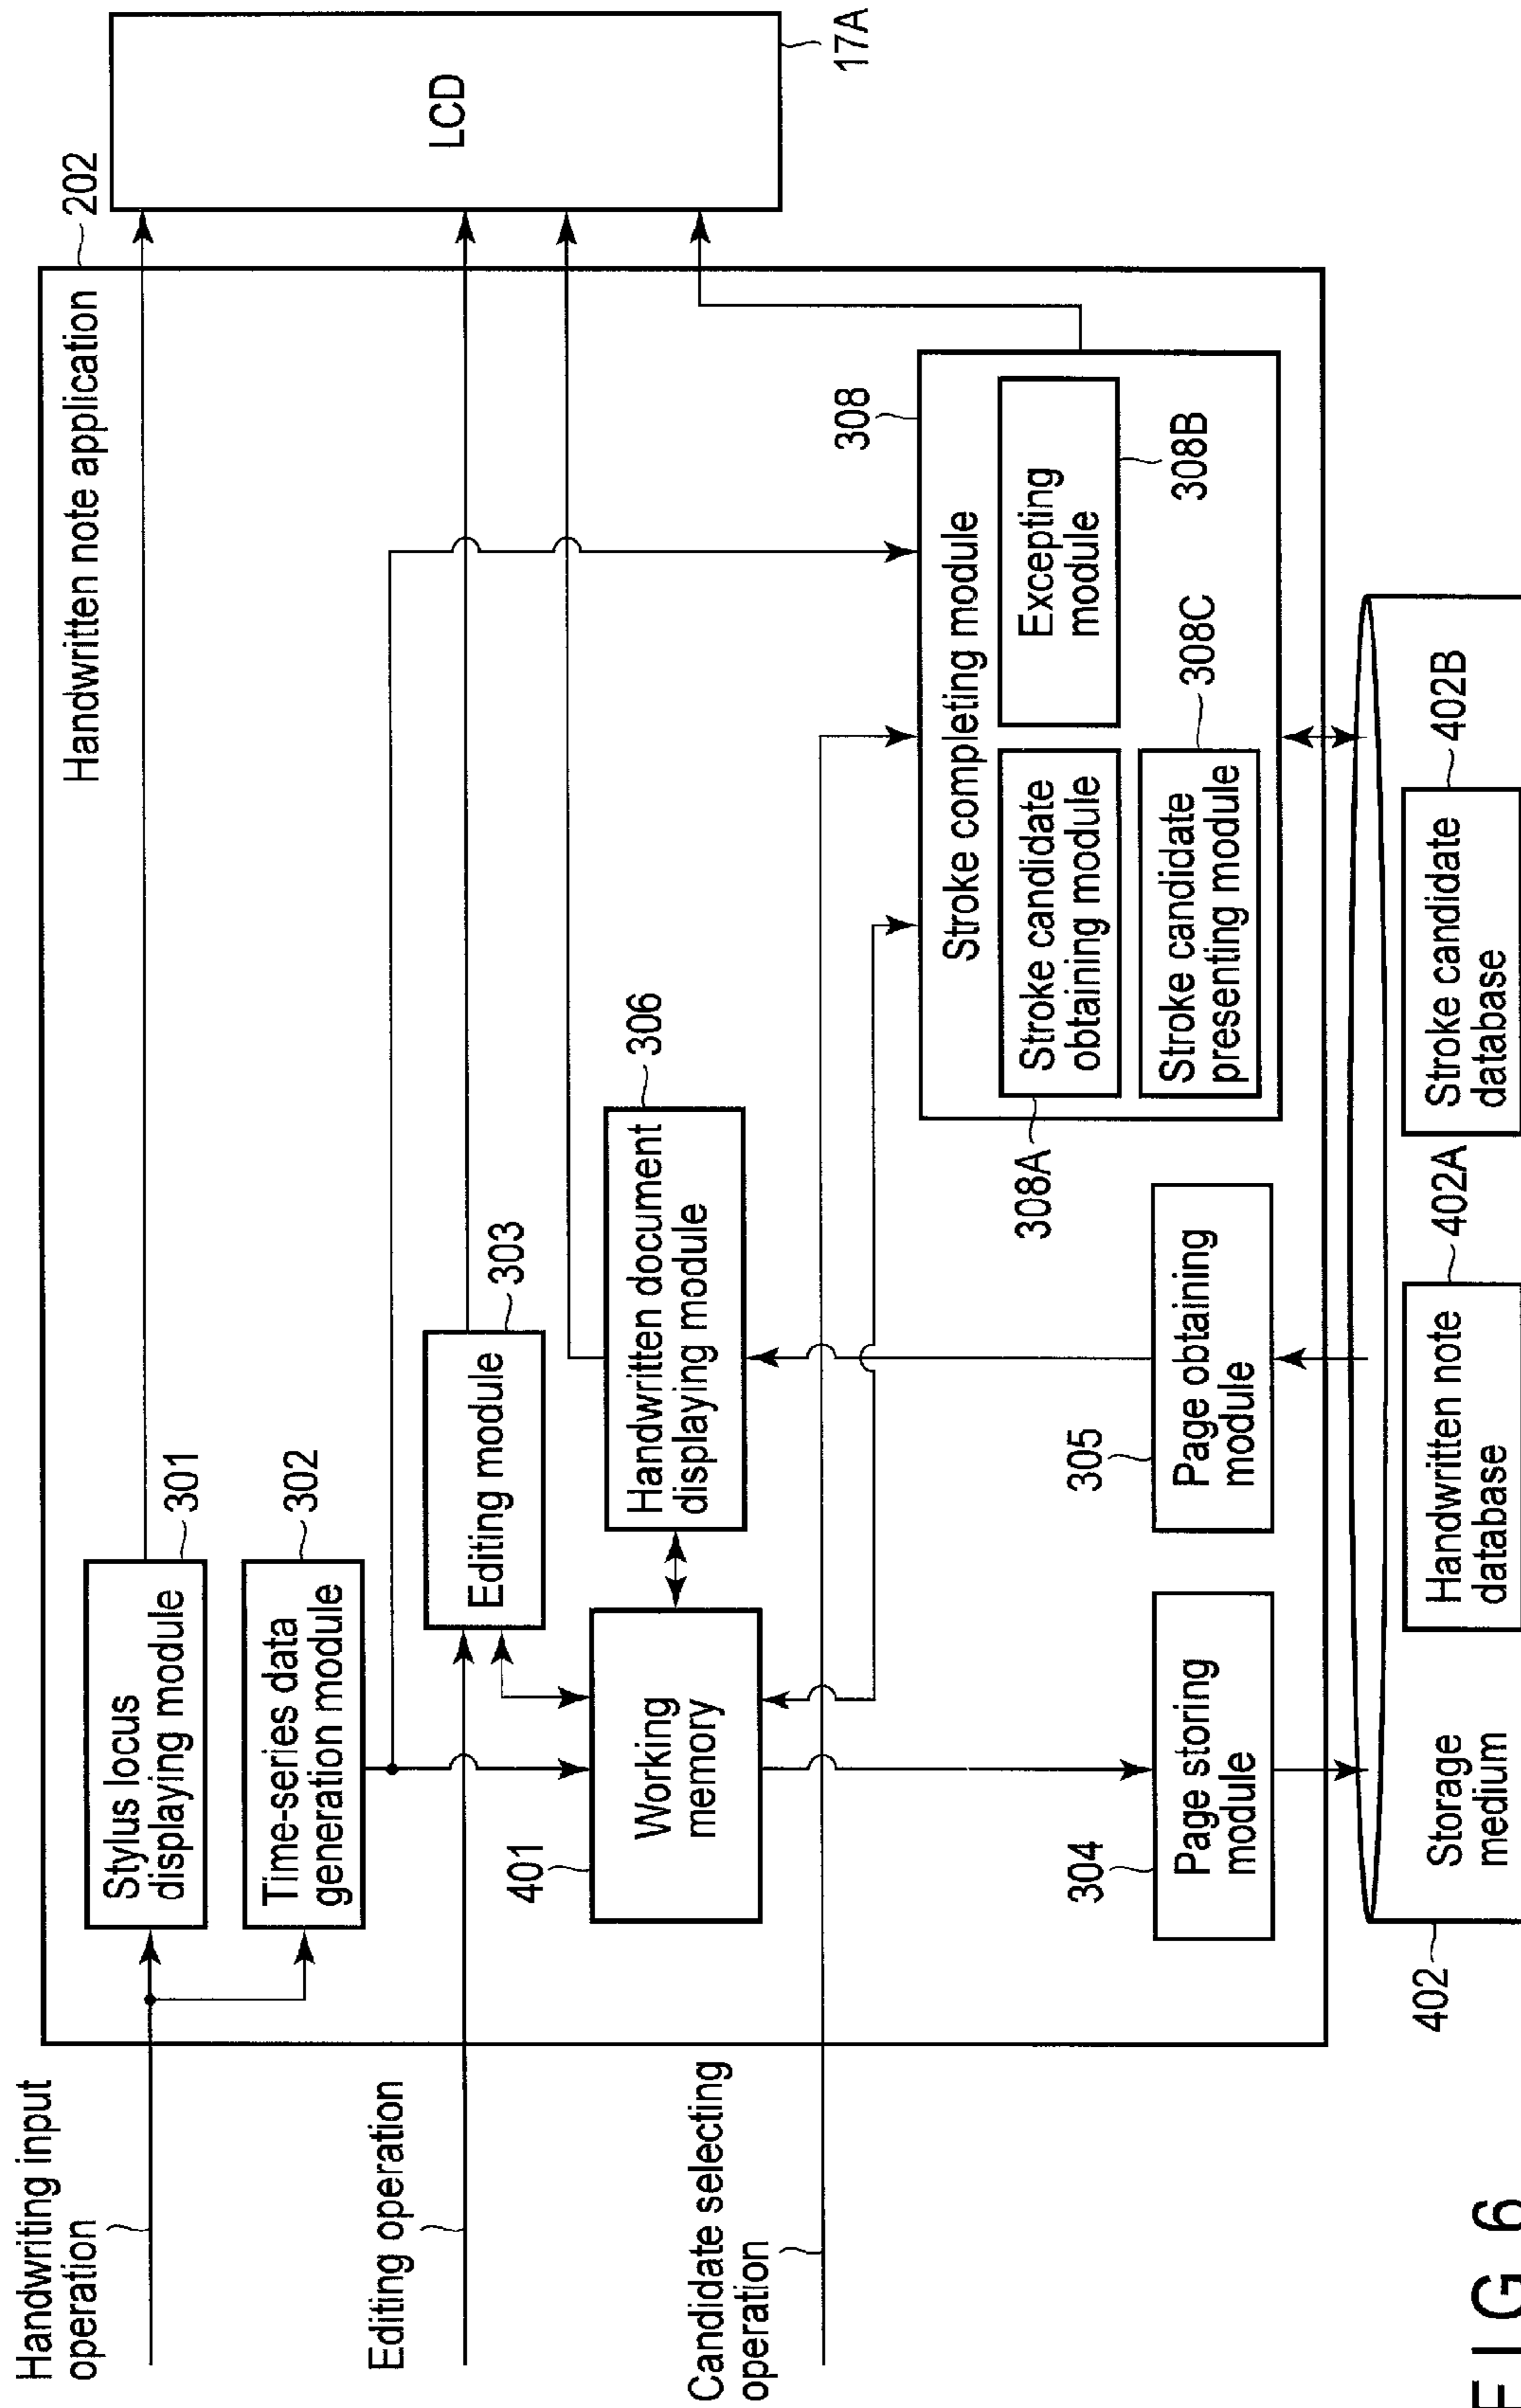 Handwriting input
operation
Editing operation
Candidate selecting
operation
Handwritten note application
202
Stylus locus
displaying module
301
Time-series data
generation module
302
Editing module
303
Working
memory
401
Handwritten document
displaying module
306
Page storing
module
304
Page obtaining
module
305
Stroke completing module
308
Stroke candidate
obtaining module
308A
Excepting
module
308B
Stroke candidate
presenting module
308C
LCD
17A
Storage
medium
402
Handwritten note
database
402A
Stroke candidate
database
402B
F I G. 6